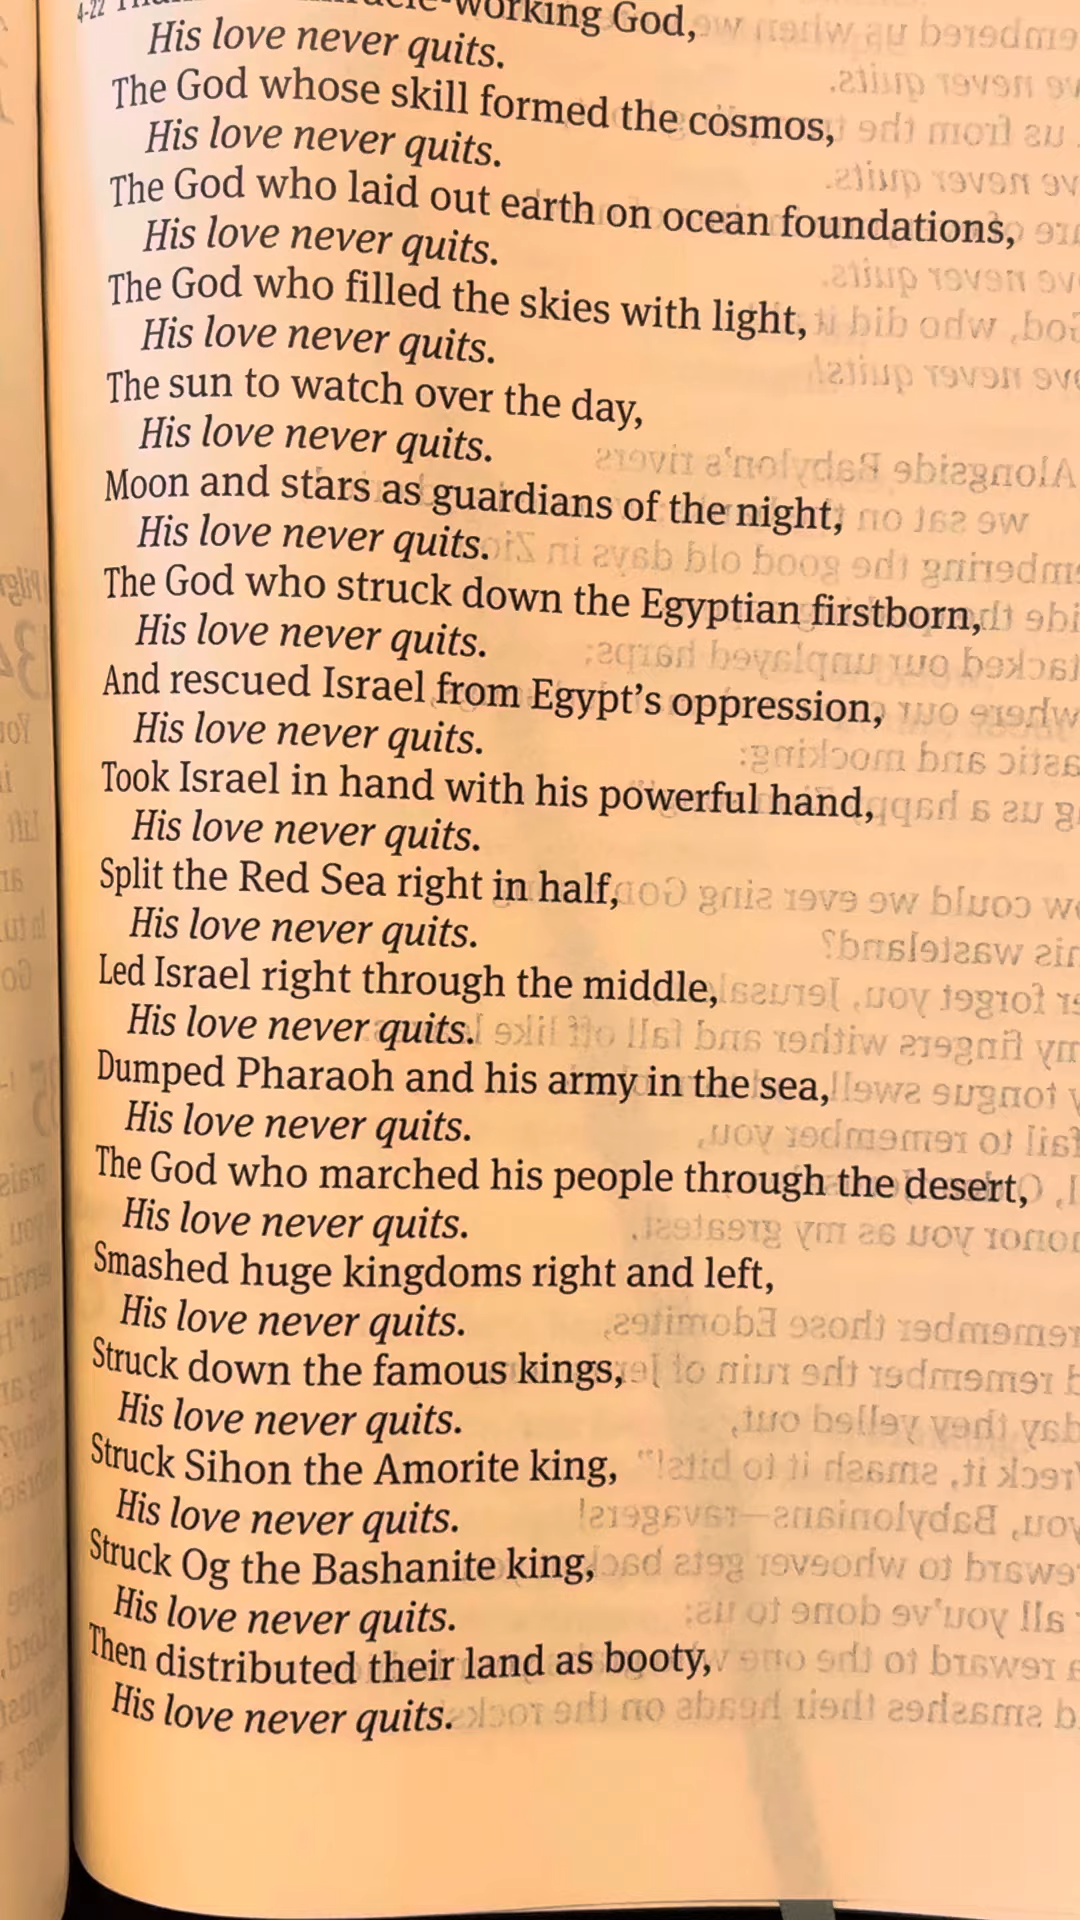 4-22 working God,
His love never quits.
The God whose skill formed the cosmos,
His love never quits.
The God who laid out earth on ocean foundations,
His love never quits.
The God who filled the skies with light,
His love never quits.
The sun to watch over the day,
His love never quits.
Moon and stars as guardians of the night,
His love never quits.
The God who struck down the Egyptian firstborn,
His love never quits.
And rescued Israel from Egypt’s oppression,
His love never quits.
Took Israel in hand with his powerful hand,
His love never quits.
Split the Red Sea right in half,
His love never quits.
Led Israel right through the middle,
His love never quits.
Dumped Pharaoh and his army in the sea,
His love never quits.
The God who marched his people through the desert,
His love never quits.
Smashed huge kingdoms right and left,
His love never quits.
Struck down the famous kings,
His love never quits.
Struck Sihon the Amorite king,
His love never quits.
Struck Og the Bashanite king,
His love never quits.
Then distributed their land as booty,
His love never quits.